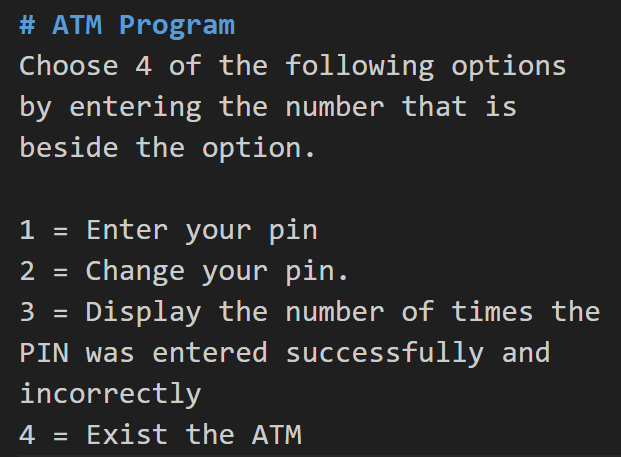 # ATM Program
Choose 4 of the following options
by entering the number that is
beside the option.
1 = Enter your pin
2 = Change your pin.
3 = Display the number of times the
PIN was entered successfully and
incorrectly
4 = Exist the ATM